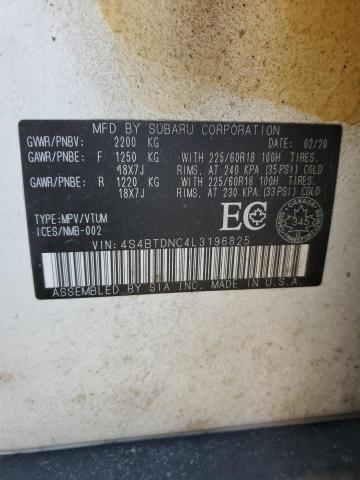 MFD BY SUBARU CORPORATION
GVWR/PNBV: 2200 KG DATE: 02/20
GAWR/PNBE: F 1250 KG WITH 225/60R18 100H TIRES.
18X7J RIMS. AT 240 KPA (35PSI) COLD
GAWR/PNBE: R 1220 KG WITH 225/60R18 100H TIRES.
18X7J RIMS. AT 230 KPA (33PSI) COLD
TYPE: MPV/VTUM
ICES/NMB-002
EC
CANADA
345
VIN: 4S4BTDNC4L3196825
ASSEMBLED BY SIA INC. MADE IN U.S.A.